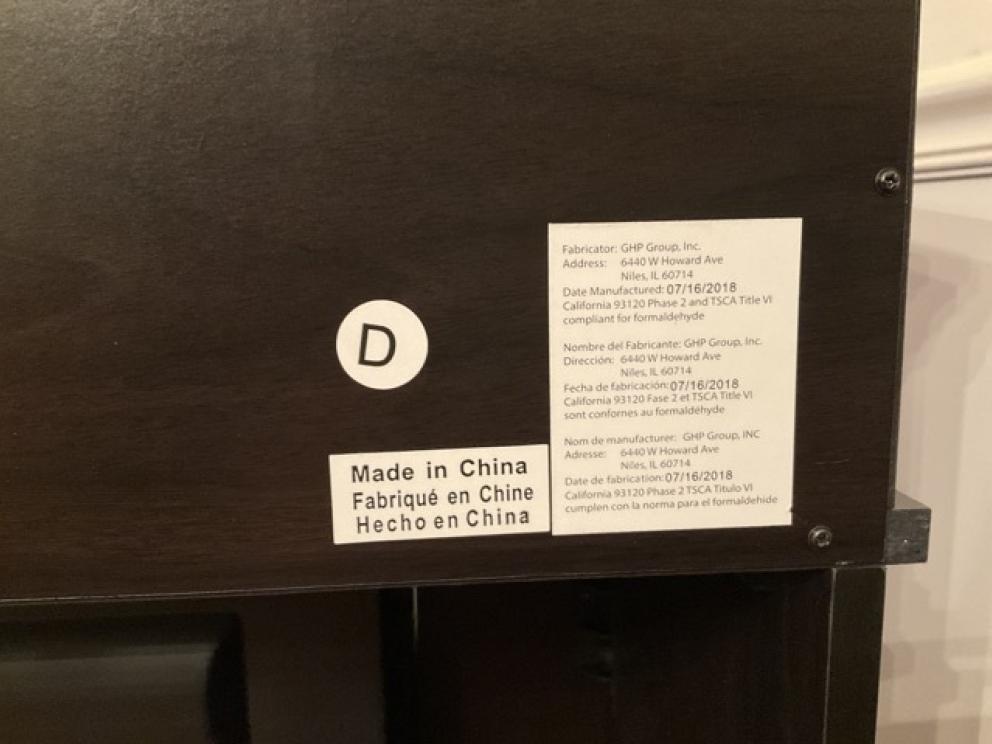 D
Made in China
Fabriqué en Chine
Hecho en China
Fabricator: GHP Group, Inc.
Address: 6440 W Howard Ave
Niles, IL 60714
Date Manufactured: 07/16/2018
California 93120 Phase 2 and TSCA Title VI
compliant for formaldehyde
Nombre del Fabricante: GHP Group, Inc.
Dirección: 6440 W Howard Ave
Niles, IL 60714
Fecha de fabricación: 07/16/2018
California 93120 Fase 2 et TSCA Title VI
sont confornes au formaldéhyde
Nom de manufacturer: GHP Group, INC
Adresse: 6440 W Howard Ave
Niles, IL 60714
Date de fabrication: 07/16/2018
California 93120 Phase 2 TSCA Titulo VI
cumplen con la norma para el formaldehide